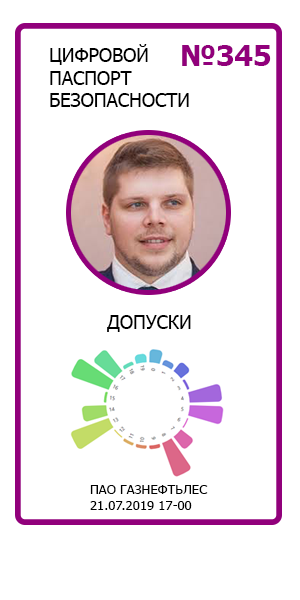 ЦИФРОВОЙ №345
ПАСПОРТ
БЕЗОПАСНОСТИ
ДОПУСКИ
ПАО ГАЗНЕФТЬЛЕС
21.07.2019 17-00